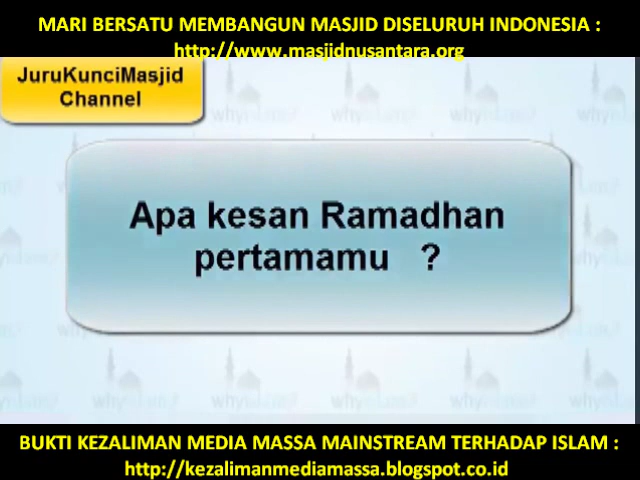 MARI BERSATU MEMBANGUN MASJID DISELURUH INDONESIA :
http://www.masjidnusantara.org
JuruKunciMasjid
Channel
Apa kesan Ramadhan
pertamamu ?
BUKTI KEZALIMAN MEDIA MASSA MAINSTREAM TERHADAP ISLAM :
http://kezalimanmediamassa.blogspot.co.id